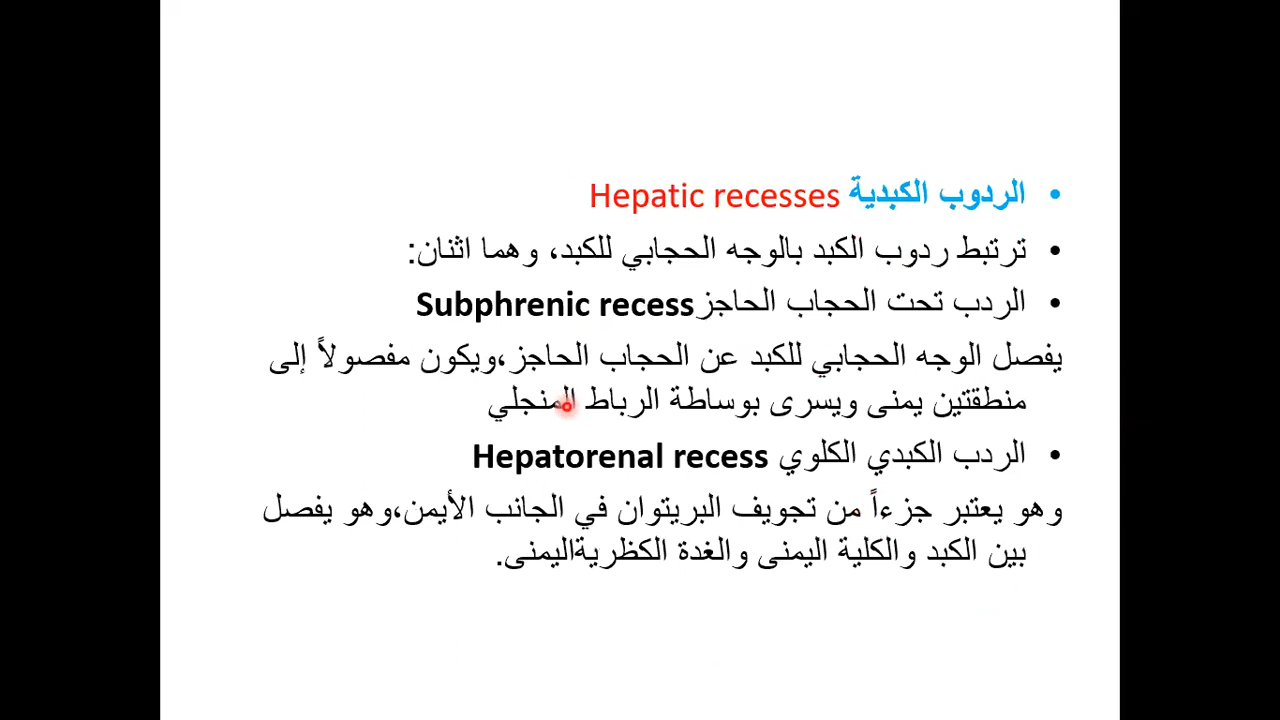 • الردوب الكبدية Hepatic recesses
• ترتبط ردوب الكبد بالوجه الحجابي للكبد، وهما اثنان:
• الردب تحت الحجاب الحاجزSubphrenic recess
يفصل الوجه الحجابي للكبد عن الحجاب الحاجز،ويكون مفصولاً إلى
منطقتين يمنى ويسرى بوساطة الرباط المنجلي
• الردب الكبدي الكلوي Hepatorenal recess
وهو يعتبر جزءاً من تجويف البريتوان في الجانب الأيمن،وهو يفصل
بين الكبد والكلية اليمنى والغدة الكظريةاليمنى.